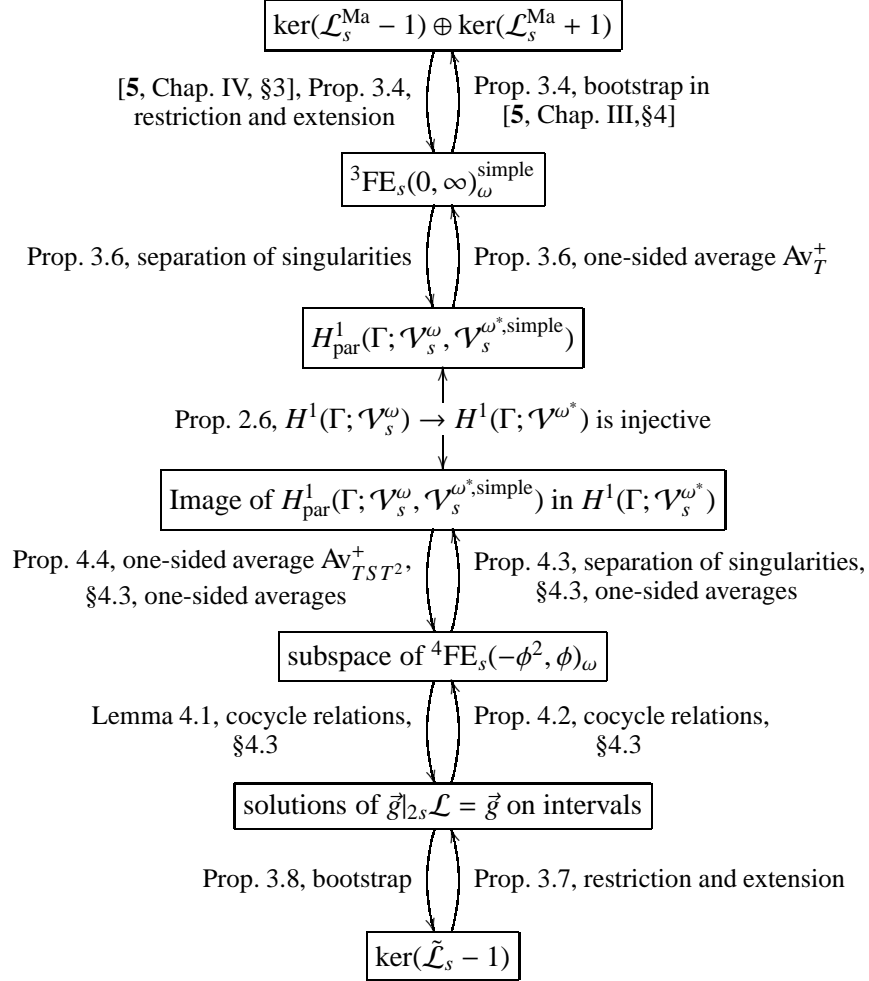 ker(ℒ_s^Ma − 1) ⊕ ker(ℒ_s^Ma + 1)
[5, Chap. IV, §3], Prop. 3.4,
restriction and extension
Prop. 3.4, bootstrap in
[5, Chap. III,§4]
³FE_s(0, ∞)_ω^simple
Prop. 3.6, separation of singularities
Prop. 3.6, one-sided average Av_T^+
H^1_par(Γ; 𝒱_s^ω, 𝒱_s^{ω*,simple})
Prop. 2.6, H^1(Γ; 𝒱_s^ω) → H^1(Γ; 𝒱^{ω*}) is injective
Image of H^1_par(Γ; 𝒱_s^ω, 𝒱_s^{ω*,simple}) in H^1(Γ; 𝒱_s^{ω*})
Prop. 4.4, one-sided average Av^+_{TST^2},
§4.3, one-sided averages
Prop. 4.3, separation of singularities,
§4.3, one-sided averages
subspace of ⁴FE_s(−ϕ², ϕ)_ω
Lemma 4.1, cocycle relations,
§4.3
Prop. 4.2, cocycle relations,
§4.3
solutions of g⃗|_{2s}ℒ = g⃗ on intervals
Prop. 3.8, bootstrap
Prop. 3.7, restriction and extension
ker(ℒ̃_s − 1)